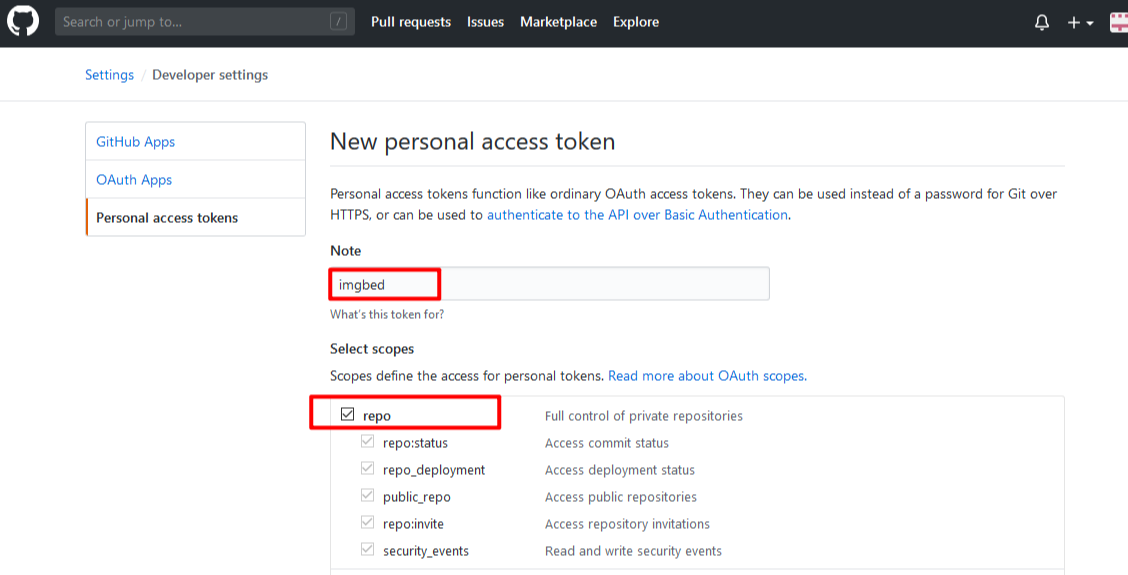 Search or jump to... /
Pull requests Issues Marketplace Explore
Settings / Developer settings
GitHub Apps
OAuth Apps
Personal access tokens
New personal access token
Personal access tokens function like ordinary OAuth access tokens. They can be used instead of a password for Git over
HTTPS, or can be used to authenticate to the API over Basic Authentication.
Note
imgbed
What's this token for?
Select scopes
Scopes define the access for personal tokens. Read more about OAuth scopes.
repo Full control of private repositories
repo:status Access commit status
repo_deployment Access deployment status
public_repo Access public repositories
repo:invite Access repository invitations
security_events Read and write security events